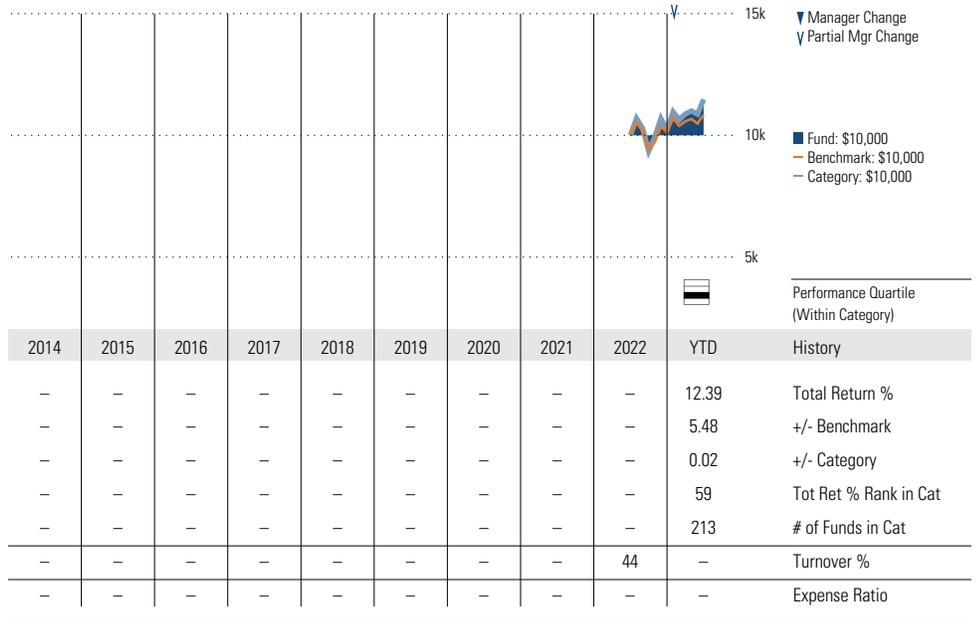 15k
Manager Change
Partial Mgr Change
10k
Fund: $10,000
Benchmark: $10,000
Category: $10,000
5k
Performance Quartile
(Within Category)
2014 2015 2016 2017 2018 2019 2020 2021 2022 YTD History
– – – – – – – – – 12.39 Total Return %
– – – – – – – – – 5.48 +/- Benchmark
– – – – – – – – – 0.02 +/- Category
– – – – – – – – – 59 Tot Ret % Rank in Cat
– – – – – – – – – 213 # of Funds in Cat
– – – – – – – – 44 – Turnover %
– – – – – – – – – – Expense Ratio